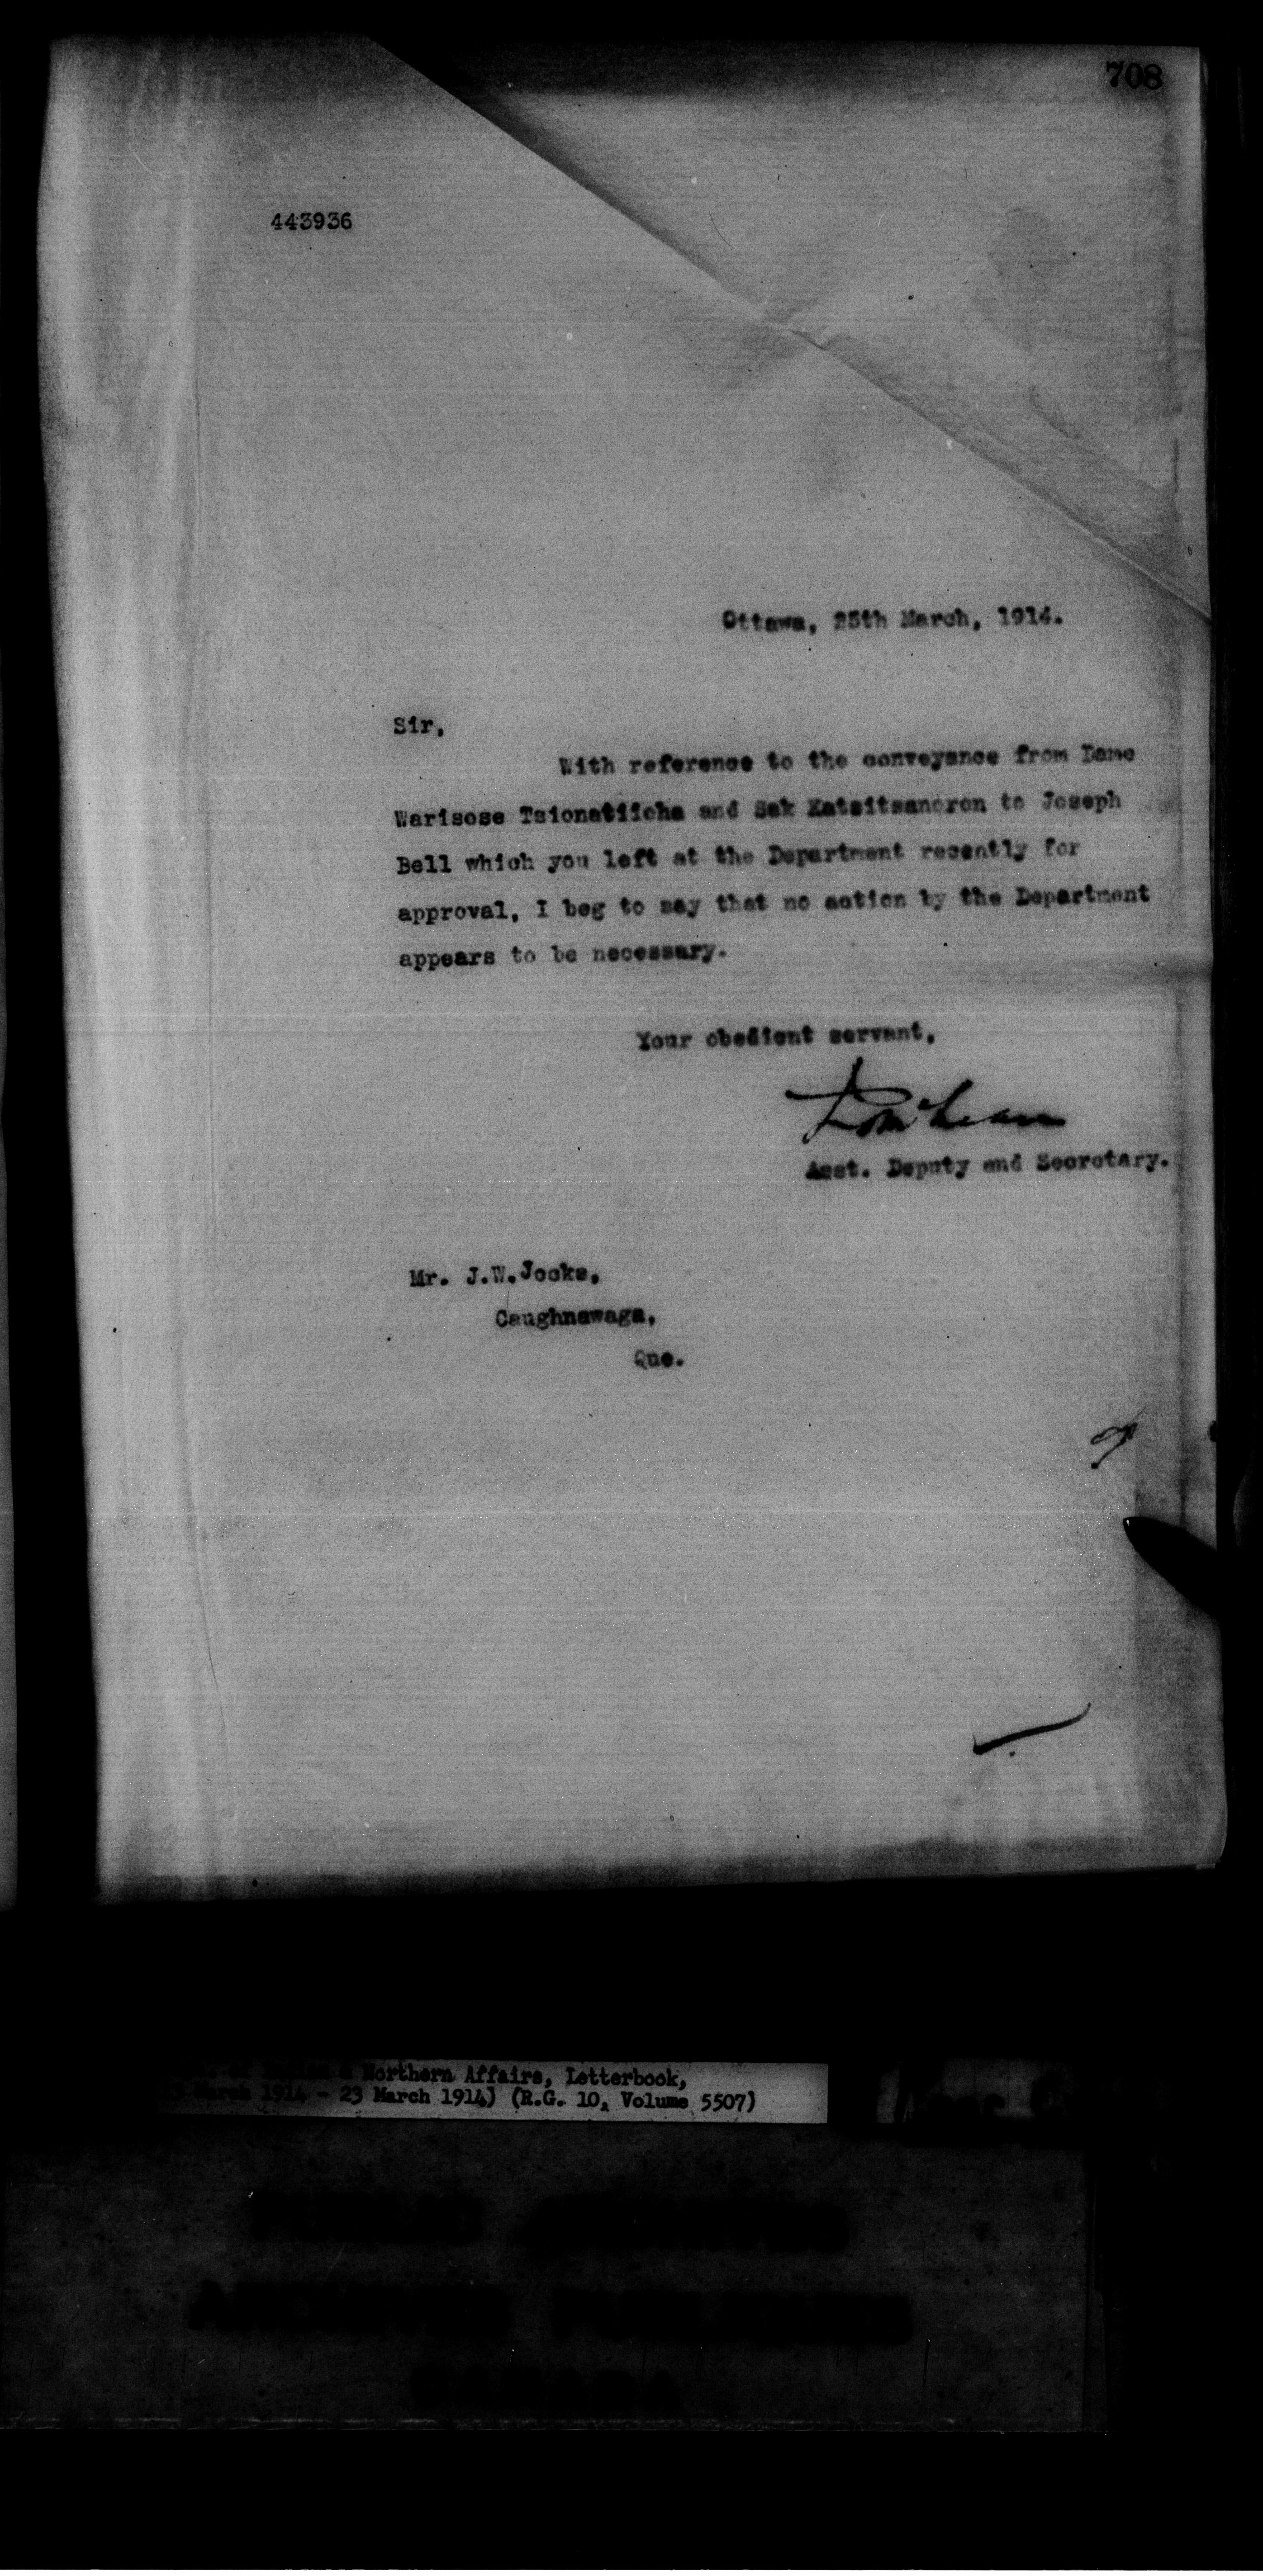 708
443936
Ottawa, 25th March, 1914.
Sir,
With reference to the conveyance from Dame
Warisose Tsionatiioha and Sak Katsitsanoron to Joseph
Bell which you left at the Department recently for
approval, I beg to say that no action by the Department
appears to be necessary.
Your obedient servant,
Asst. Deputy and Secretary.
Mr. J.W.Jocks,
Caughnawaga,
Que.
Northern Affairs, Letterbook,
March 1914 - 23 March 1914) (R.G. 10, Volume 5507)